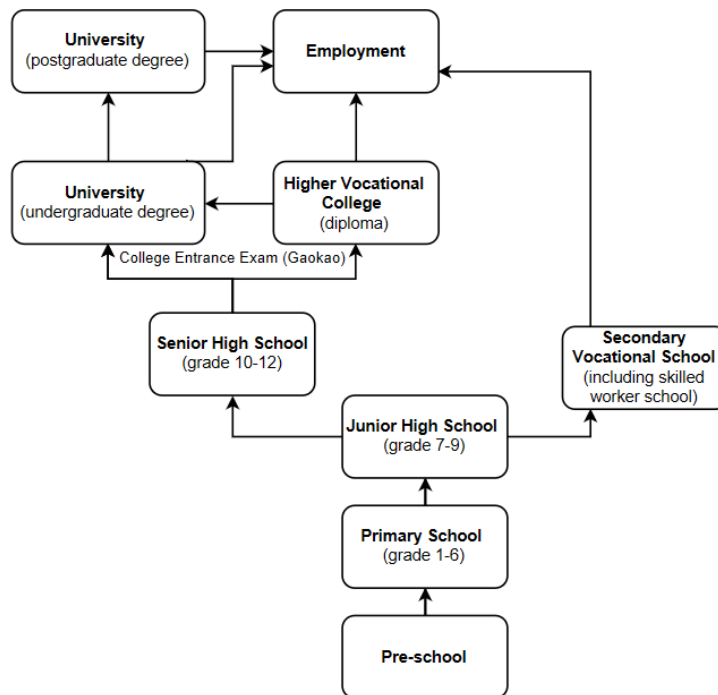 University
(postgraduate degree)
Employment
University
(undergraduate degree)
Higher Vocational
College
(diploma)
College Entrance Exam (Gaokao)
Senior High School
(grade 10-12)
Secondary
Vocational School
(including skilled
worker school)
Junior High School
(grade 7-9)
Primary School
(grade 1-6)
Pre-school